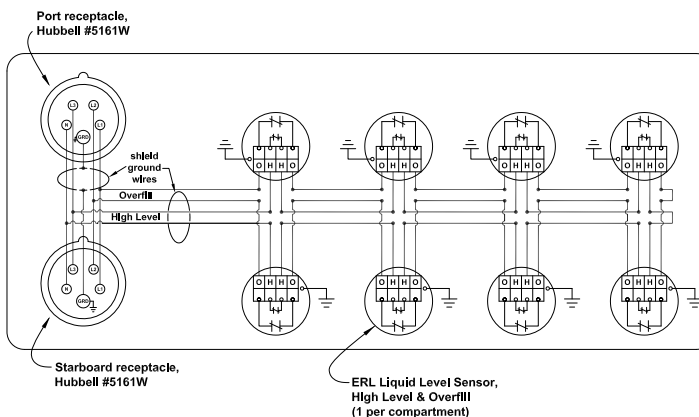 Port receptacle,
Hubbell #5161W
L3 L2
N L1
GRD
shield
ground
wires
Overfill
High Level
O H H O
O H H O
O H H O
O H H O
L3 L2
N L1
GRD
O H H O
O H H O
O H H O
O H H O
Starboard receptacle,
Hubbell #5161W
ERL Liquid Level Sensor,
High Level & Overfill
(1 per compartment)